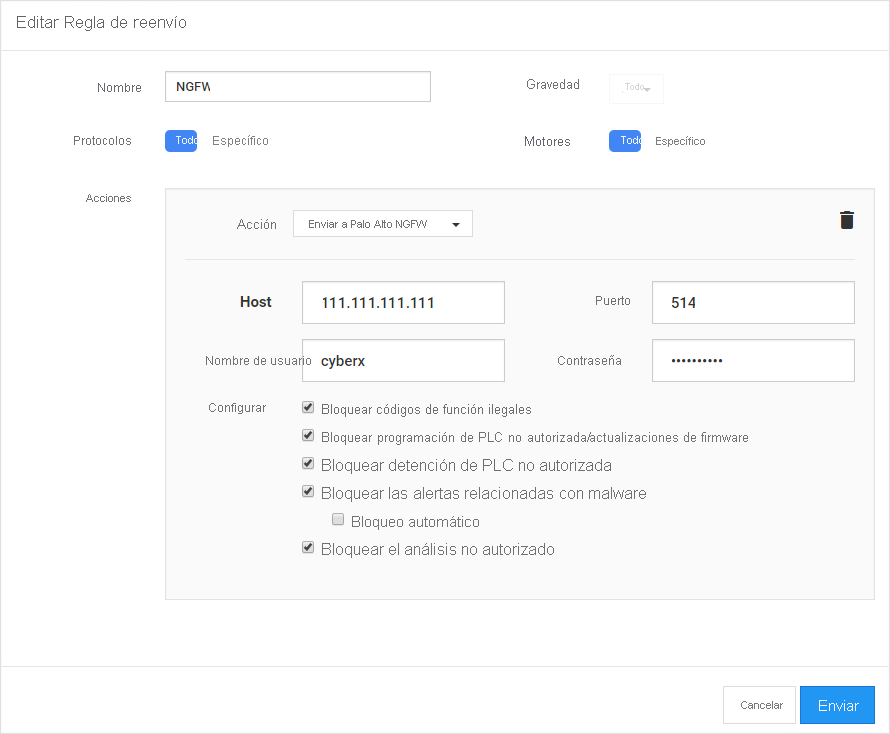 Editar Regla de reenvío
Nombre NGFW Gravedad Todo
Protocolos Todo Específico Motores Todo Específico
Acciones
Acción Enviar a Palo Alto NGFW
Host 111.111.111.111 Puerto 514
Nombre de usuario cyberx Contraseña ••••••••••
Configurar Bloquear códigos de función ilegales
Bloquear programación de PLC no autorizada/actualizaciones de firmware
Bloquear detención de PLC no autorizada
Bloquear las alertas relacionadas con malware
Bloqueo automático
Bloquear el análisis no autorizado
Cancelar Enviar